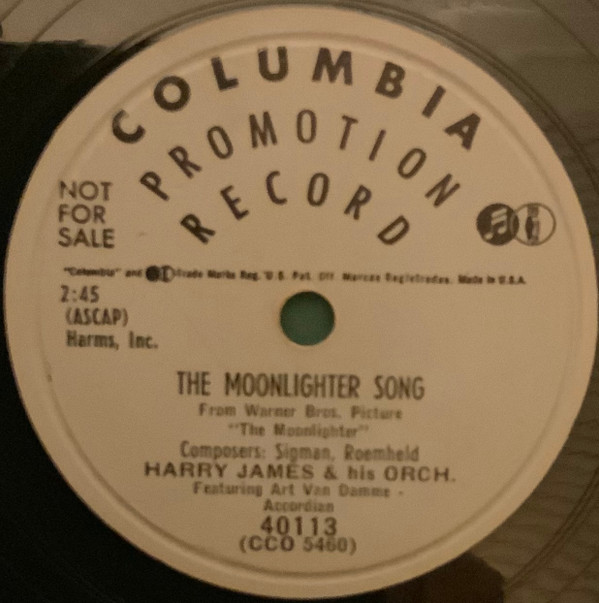 COLUMBIA
PROMOTION
RECORD
NOT
FOR
SALE
"Columbia" and Trade Marks Reg. U.S. Pat. Off. Marcas Registradas. Made in U.S.A.
2:45
(ASCAP)
Harms, Inc.
THE MOONLIGHTER SONG
From Warner Bros. Picture
"The Moonlighter"
Composers: Sigman, Roemheld
HARRY JAMES & his ORCH.
Featuring Art Van Damme -
Accordian
40113
(CCO 5460)